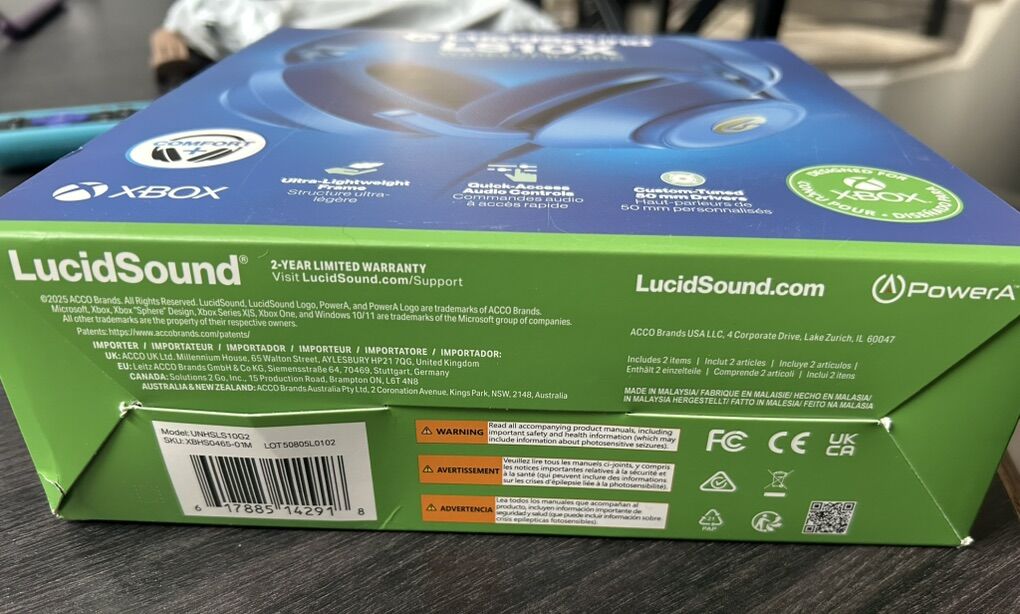 LucidSound
LS10X
COMFORT
+
XBOX
Ultra-Lightweight
Frame
Structure ultra-
légère
Quick-Access
Audio Controls
Commandes audio
à accès rapide
Custom-Tuned
50 mm Drivers
Haut-parleurs de
50 mm personnalisés
DESIGNED FOR
XBOX
CONÇU POUR • DISEÑADO PARA
LucidSound®
2-YEAR LIMITED WARRANTY
Visit LucidSound.com/Support
©2025 ACCO Brands. All Rights Reserved. LucidSound, LucidSound Logo, PowerA, and PowerA Logo are trademarks of ACCO Brands.
Microsoft, Xbox, Xbox "Sphere" Design, Xbox Series X|S, Xbox One, and Windows 10/11 are trademarks of the Microsoft group of companies.
All other trademarks are the property of their respective owners.
Patents: https://www.accobrands.com/patents/
IMPORTER / IMPORTATEUR / IMPORTADOR / IMPORTEUR / IMPORTATORE / IMPORTADOR:
UK: ACCO UK Ltd. Millennium House, 65 Walton Street, AYLESBURY HP21 7QG, United Kingdom
EU: Leitz ACCO Brands GmbH & Co KG, Siemensstraße 64, 70469, Stuttgart, Germany
CANADA: Solutions 2 Go, Inc., 15 Production Road, Brampton ON, L6T 4N8
AUSTRALIA & NEW ZEALAND: ACCO Brands Australia Pty Ltd, 2 Coronation Avenue, Kings Park, NSW, 2148, Australia
LucidSound.com
PowerA™
ACCO Brands USA LLC, 4 Corporate Drive, Lake Zurich, IL 60047
Includes 2 items | Inclut 2 articles | Incluye 2 artículos |
Enthält 2 einzelteile | Comprende 2 articoli | Inclui 2 itens
MADE IN MALAYSIA/ FABRIQUE EN MALAISIE/ HECHO EN MALASIA/
IN MALAYSIA HERGESTELLT/ FATTO IN MALESIA/ FEITO NA MALASIA
Model: UNHSLS10G2
SKU: XBHS0465-01M LOT50805L0102
6 17885 14291 8
WARNING
Read all accompanying product manuals, including
important safety and health information (which may
include information about photosensitive seizures).
AVERTISSEMENT
Veuillez lire tous les manuels ci-joints, y compris
les notices importantes relatives à la sécurité et
à la santé (qui peuvent inclure des informations
sur les crises d'épilepsie liée à la photosensibilité).
ADVERTENCIA
Lea todos los manuales que acompañan al
producto, incluyen información importante de
seguridad y salud (que puede incluir información sobre
crisis epilépticas fotosensibles).
FC
CE
UK
CA
21
PAP